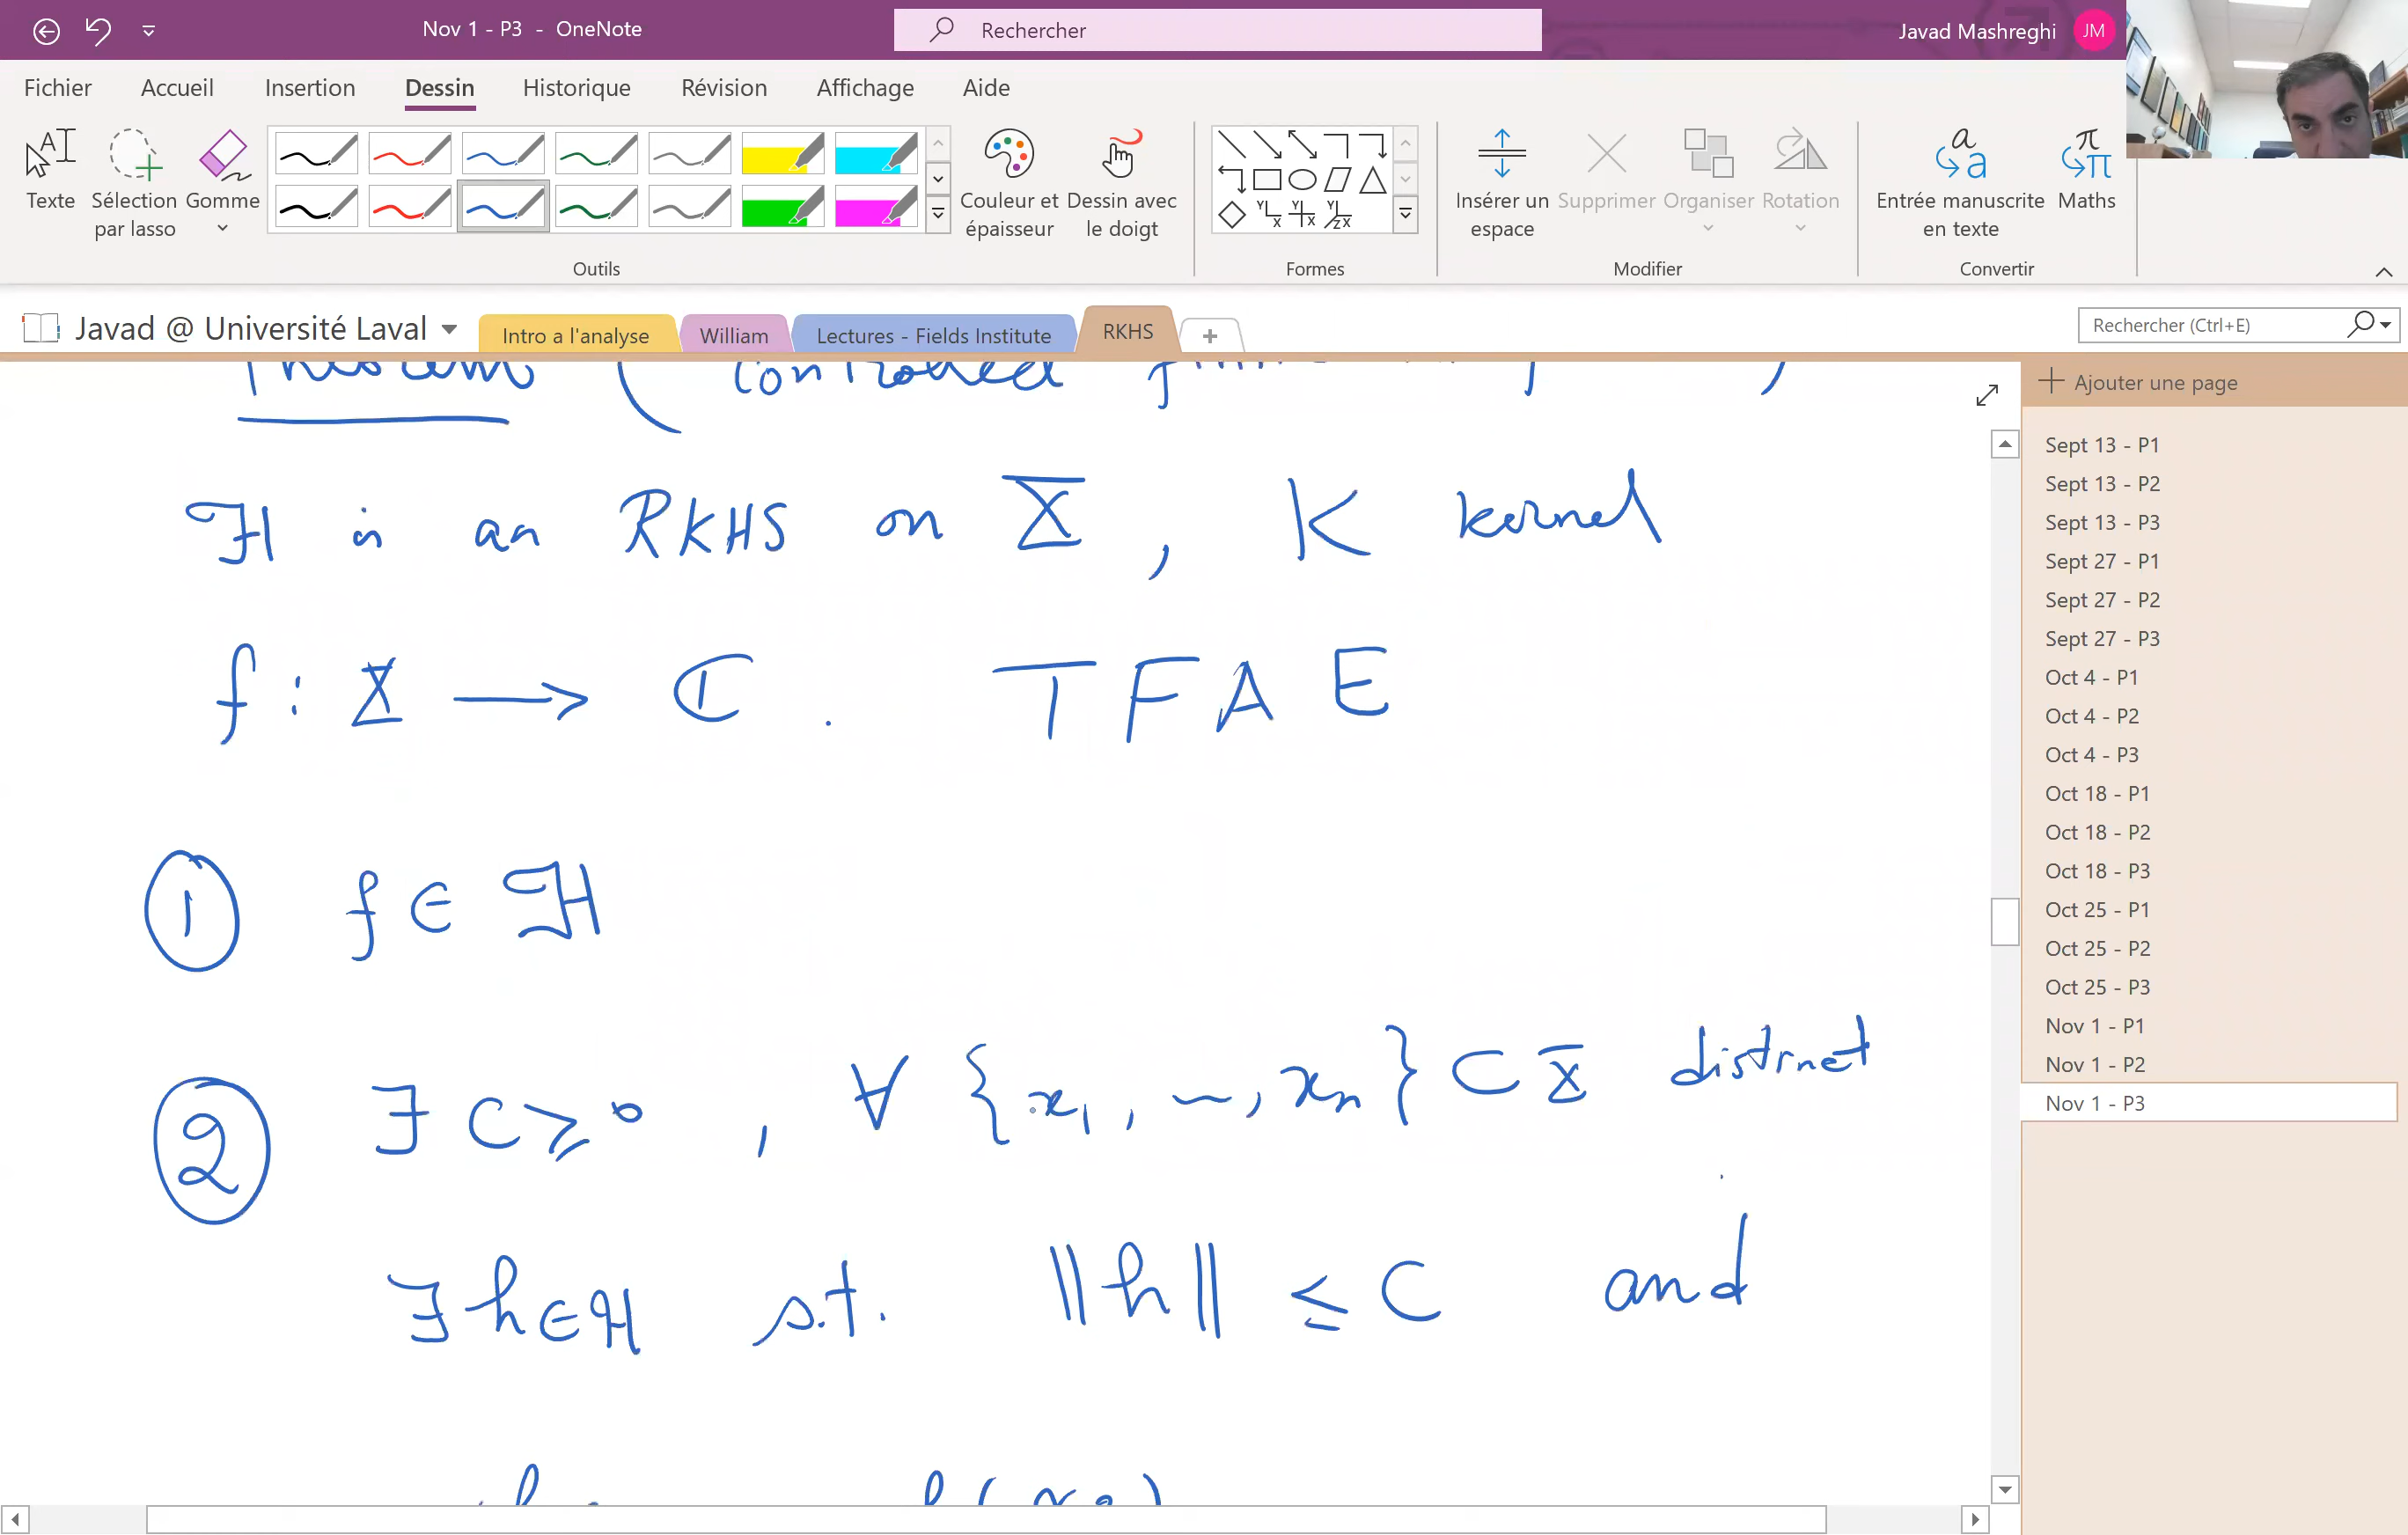 Nov 1 - P3 - OneNote
Rechercher
Javad Mashreghi JM
Fichier Accueil Insertion Dessin Historique Révision Affichage Aide
Texte
Sélection par lasso
Gomme
Couleur et épaisseur
Dessin avec le doigt
Insérer un espace
Supprimer
Organiser
Rotation
Entrée manuscrite en texte
Maths
Outils Formes Modifier Convertir
Javad @ Université Laval
Intro a l'analyse William Lectures - Fields Institute RKHS +
Rechercher (Ctrl+E)
Theorem ( controlled
ℋ is an RKHS on X , K kernel
f : X ⟶ ℂ . TFAE
① f ∈ ℋ
② ∃ C ⩾ 0 , ∀ {x₁, –, xₙ} ⊂ X distinct
∃ h ∈ ℋ s.t. ‖h‖ ≤ C and
Ajouter une page
Sept 13 - P1
Sept 13 - P2
Sept 13 - P3
Sept 27 - P1
Sept 27 - P2
Sept 27 - P3
Oct 4 - P1
Oct 4 - P2
Oct 4 - P3
Oct 18 - P1
Oct 18 - P2
Oct 18 - P3
Oct 25 - P1
Oct 25 - P2
Oct 25 - P3
Nov 1 - P1
Nov 1 - P2
Nov 1 - P3